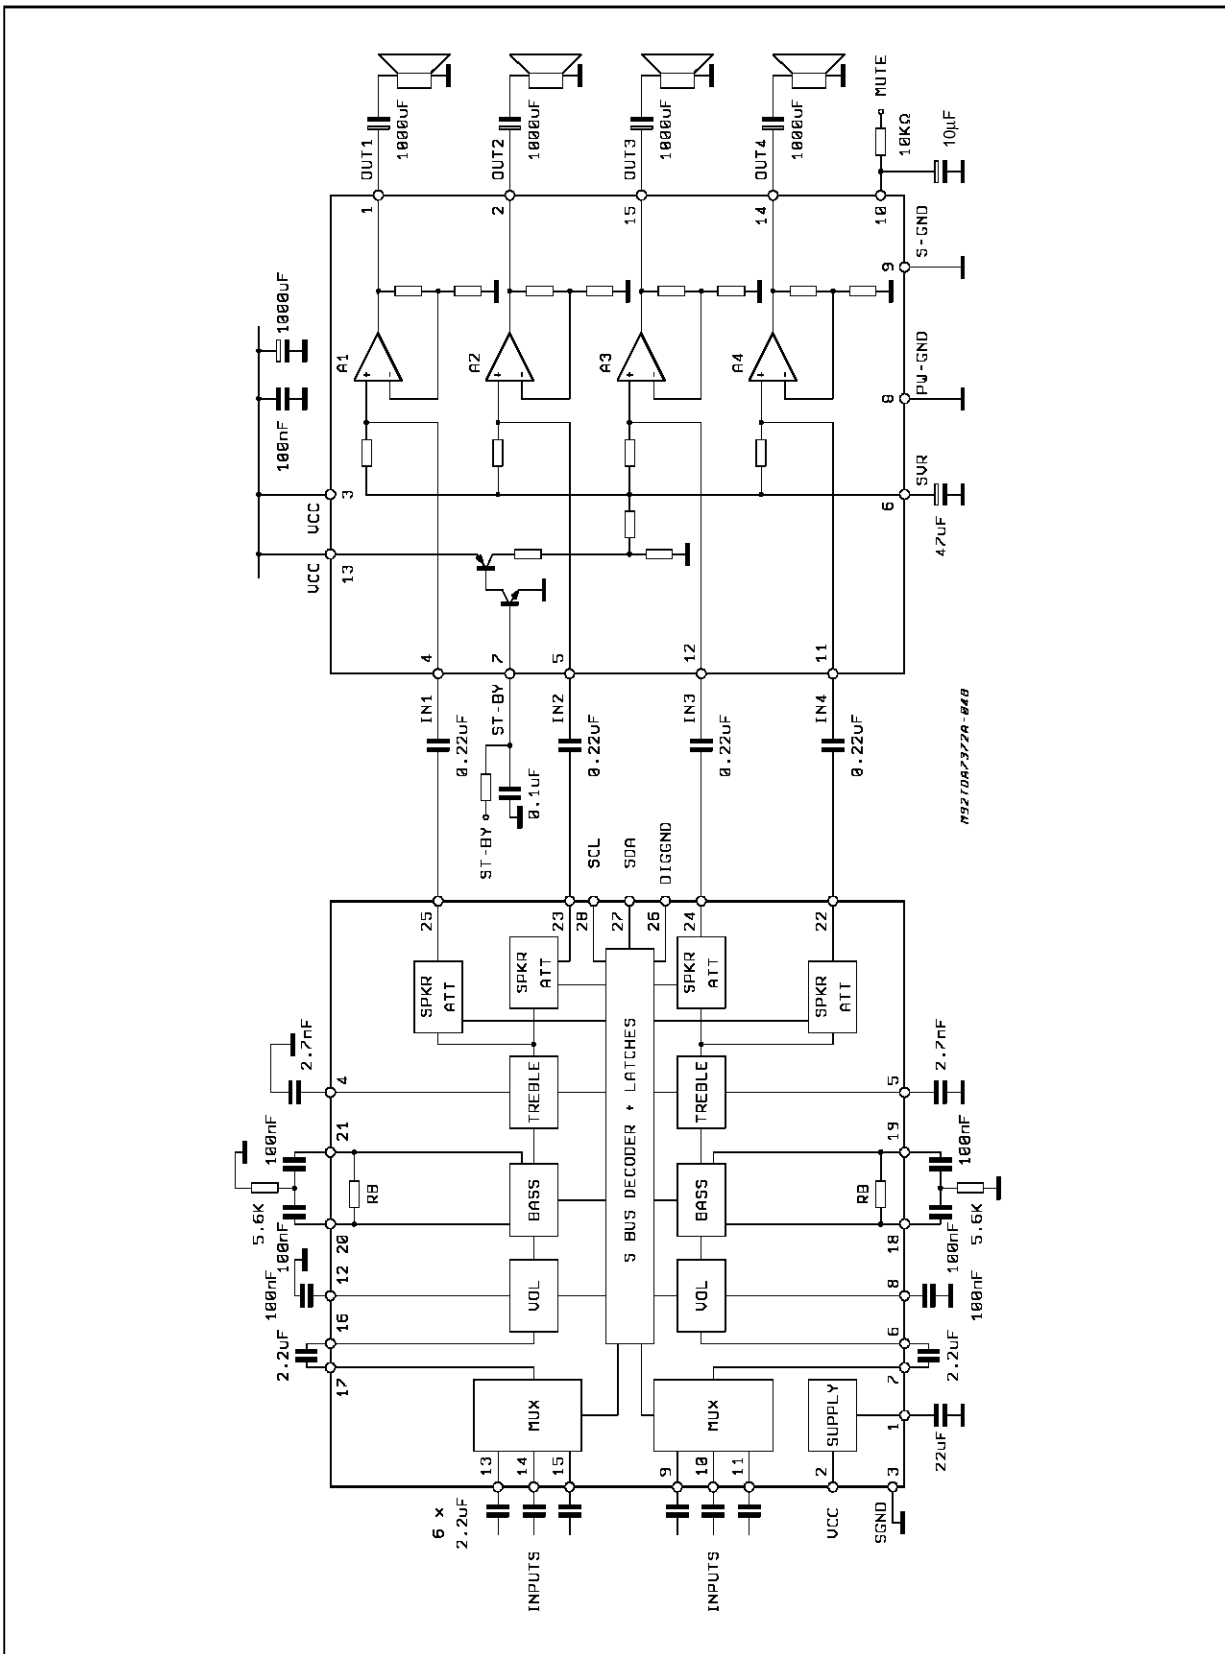 OUT1
1000uF
OUT2
1000uF
OUT3
1000uF
OUT4
1000uF
MUTE
10KΩ
10µF
1
2
15
14
10
S-GND
9
1000uF
100nF
A1
A2
A3
A4
+
-
+
-
+
-
+
-
PW-GND
8
SVR
6
47uF
VCC
3
VCC
13
4
7
5
12
11
IN1
0.22uF
ST-BY
IN2
0.22uF
IN3
0.22uF
IN4
0.22uF
ST-BY
0.1uF
M92TDA7372A-04B
SCL
SDA
DIGGND
25
23
28
27
26
24
22
SPKR
ATT
SPKR
ATT
SPKR
ATT
SPKR
ATT
2.7nF
4
TREBLE
S BUS DECODER + LATCHES
TREBLE
5
2.7nF
100nF
21
5.6K
100nF
20
RB
BASS
BASS
RB
19
100nF
18
100nF
5.6K
100nF
12
VOL
VOL
8
100nF
2.2uF
16
17
6
7
2.2uF
MUX
MUX
SUPPLY
1
22uF
13
14
15
9
10
11
2
3
6 x
2.2uF
VCC
SGND
INPUTS
INPUTS